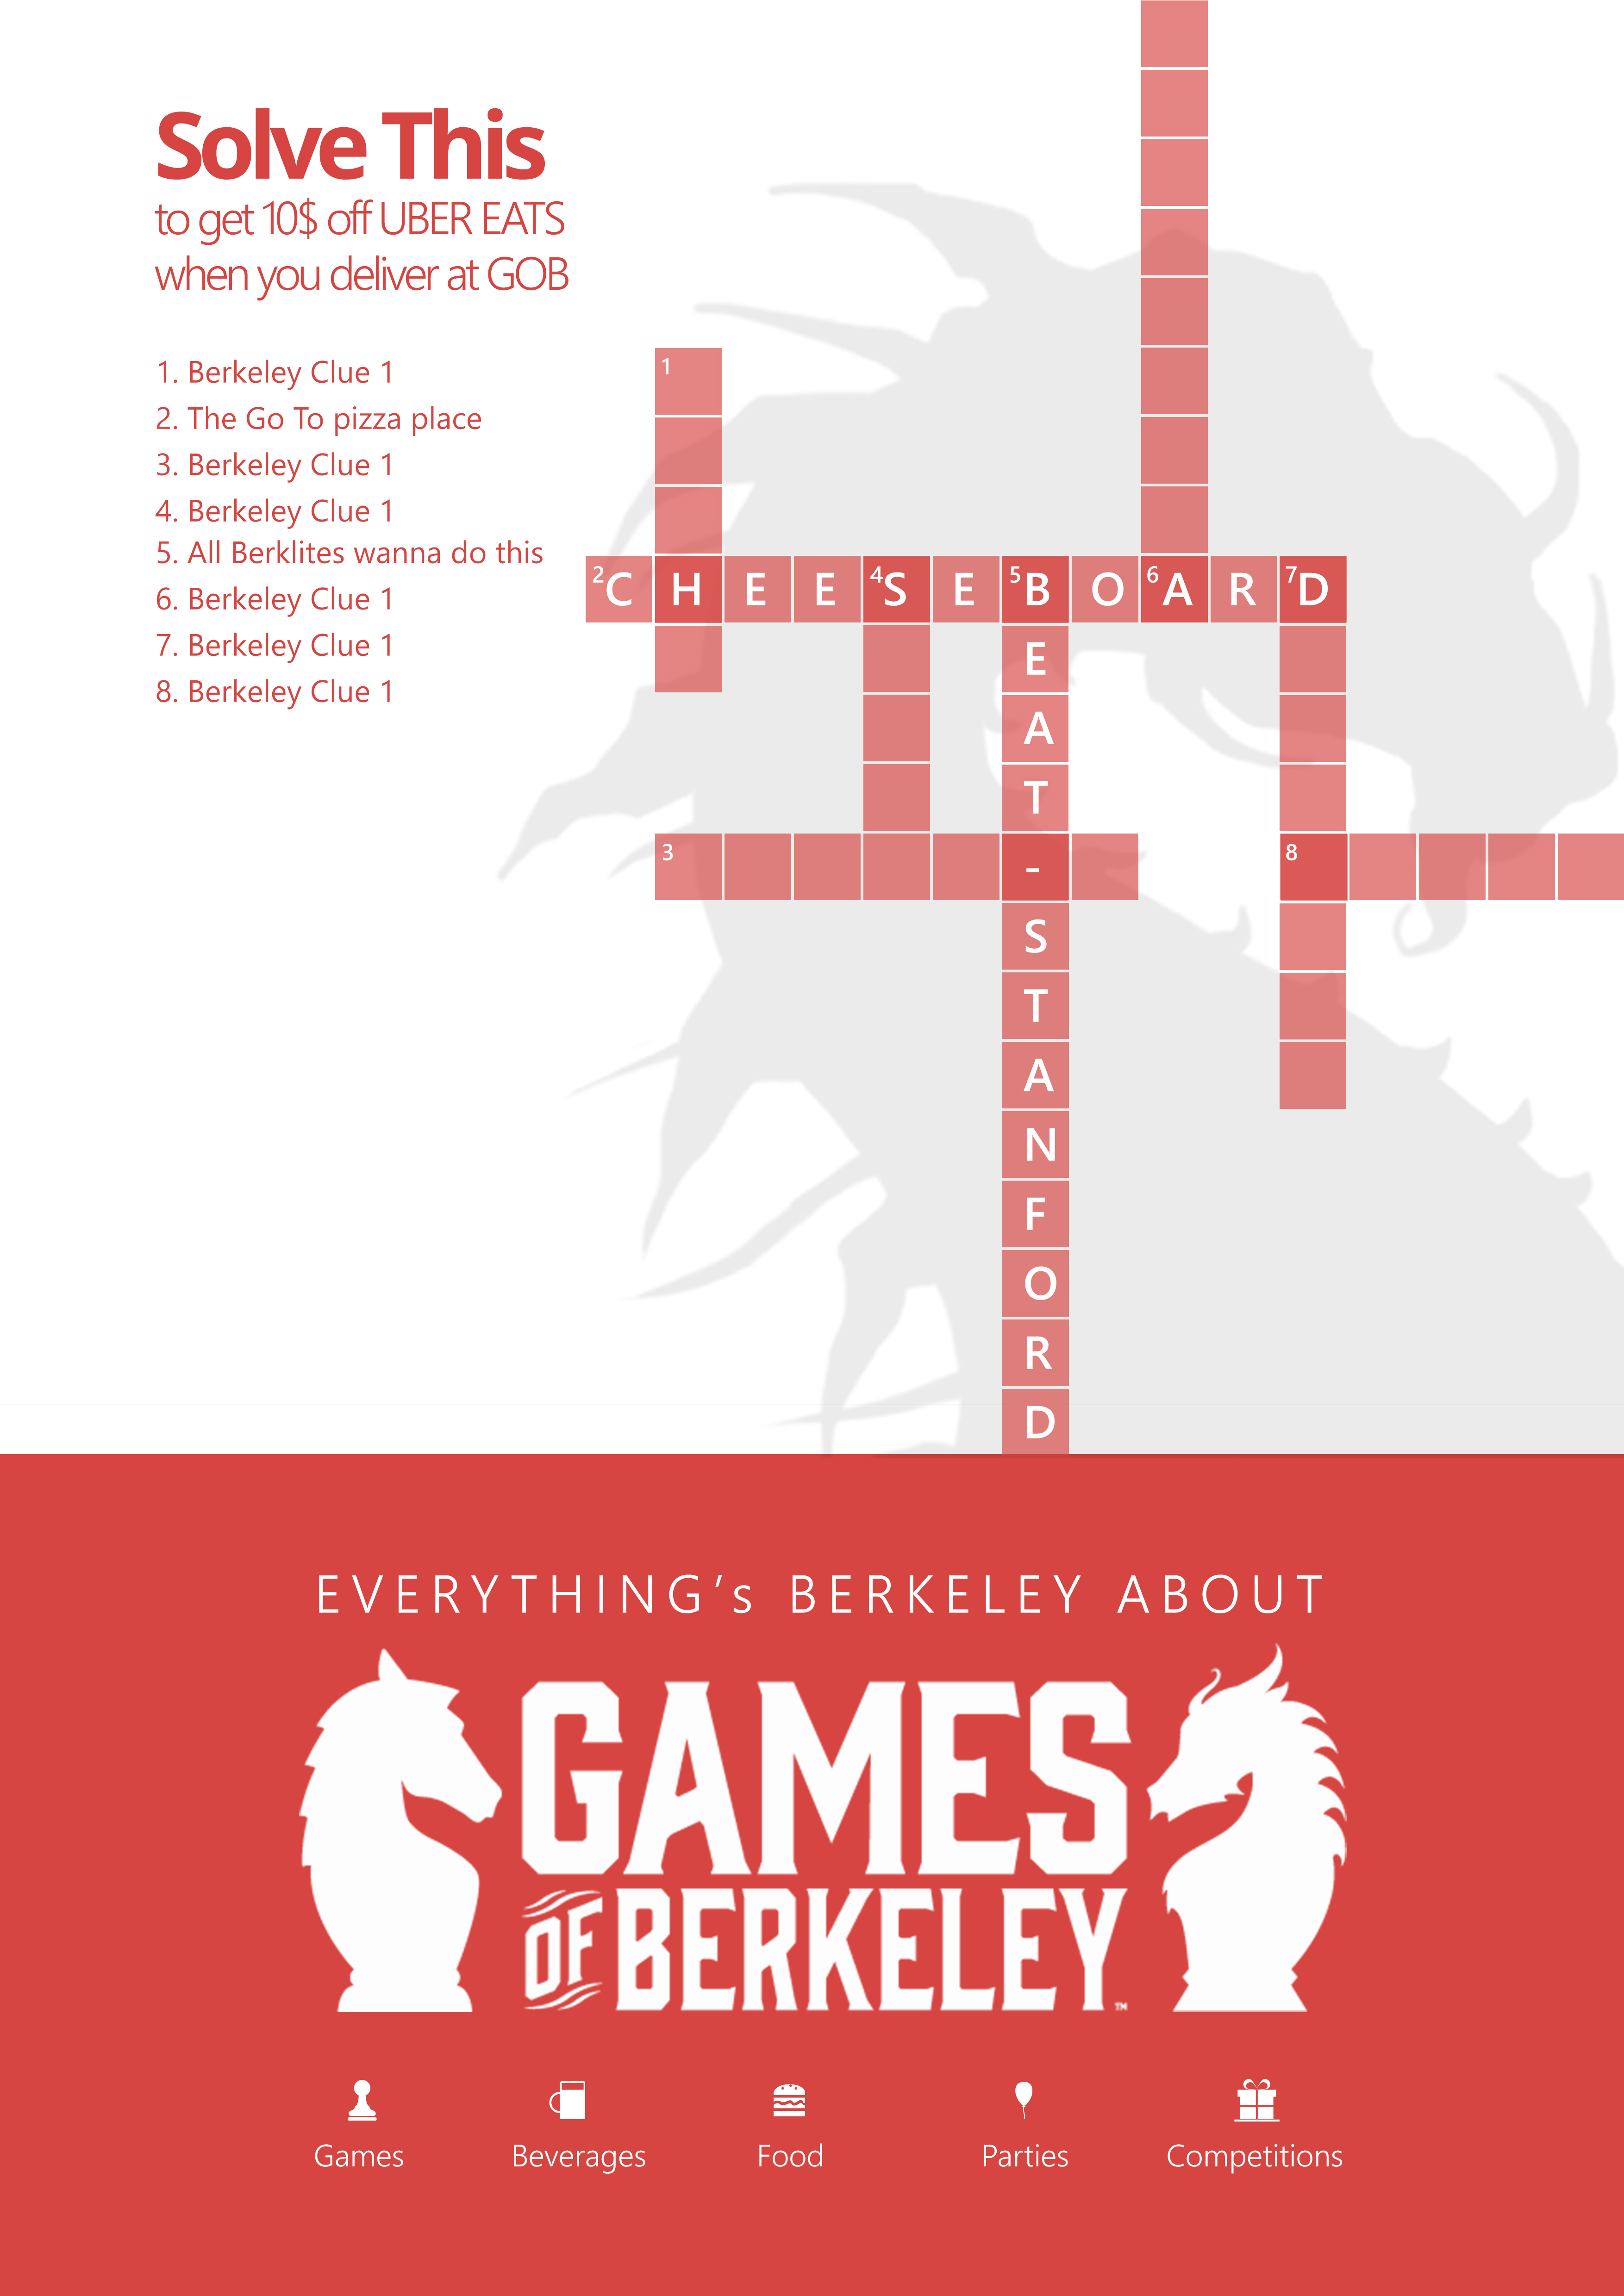 Solve This
to get 10$ off UBER EATS
when you deliver at GOB
1. Berkeley Clue 1
2. The Go To pizza place
3. Berkeley Clue 1
4. Berkeley Clue 1
5. All Berklites wanna do this
6. Berkeley Clue 1
7. Berkeley Clue 1
8. Berkeley Clue 1
1
2 C H E E 4 S E 5 B O 6 A R 7 D
E
A
T
3 - 8
S
T
A
N
F
O
R
D
EVERYTHING’s BERKELEY ABOUT
GAMES
OF BERKELEY ™
Games Beverages Food Parties Competitions